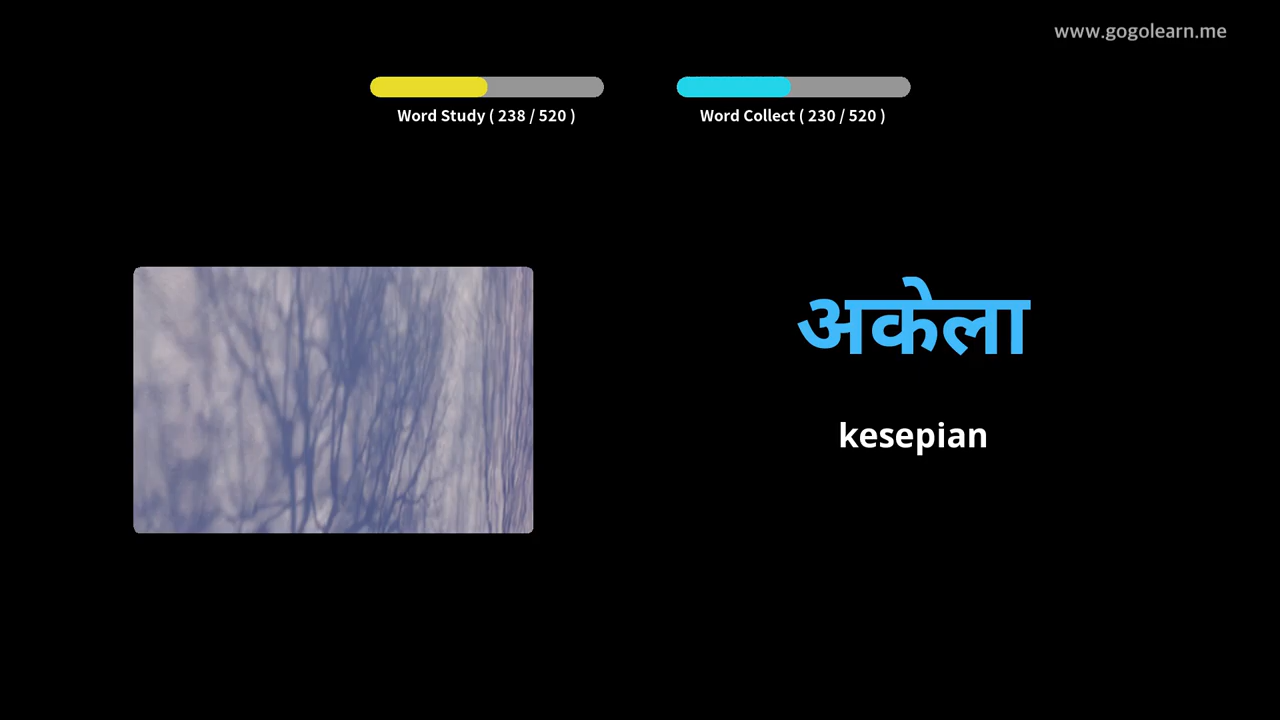 www.gogolearn.me
Word Study ( 238 / 520 )
Word Collect ( 230 / 520 )
अकेला
kesepian